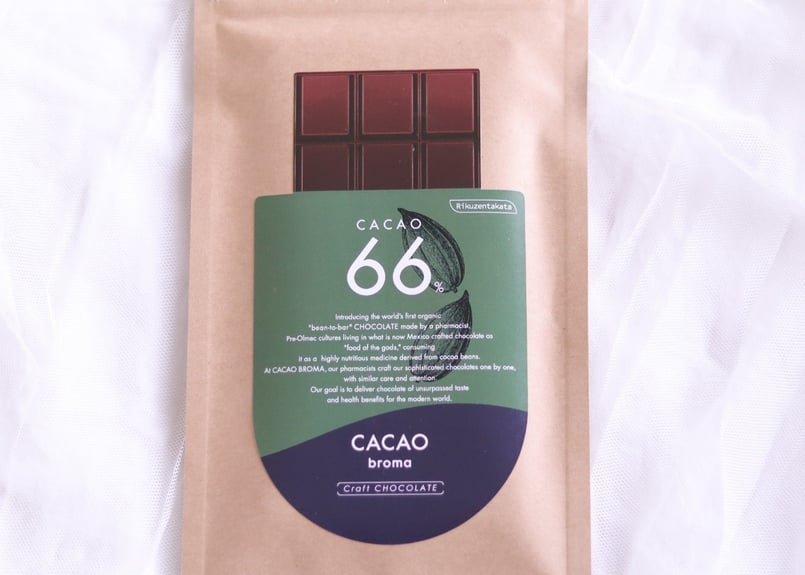 Rikuzentakata
CACAO
66%
Introducing the world's first organic
"bean-to-bar" CHOCOLATE made by a pharmacist.
Pre-Olmec cultures living in what is now Mexico crafted chocolate as
"food of the gods," consuming
it as a highly nutritious medicine derived from cocoa beans.
At CACAO BROMA, our pharmacists craft our sophisticated chocolates one by one,
with similar care and attention.
Our goal is to deliver chocolate of unsurpassed taste
and health benefits for the modern world.
CACAO
broma
Craft CHOCOLATE